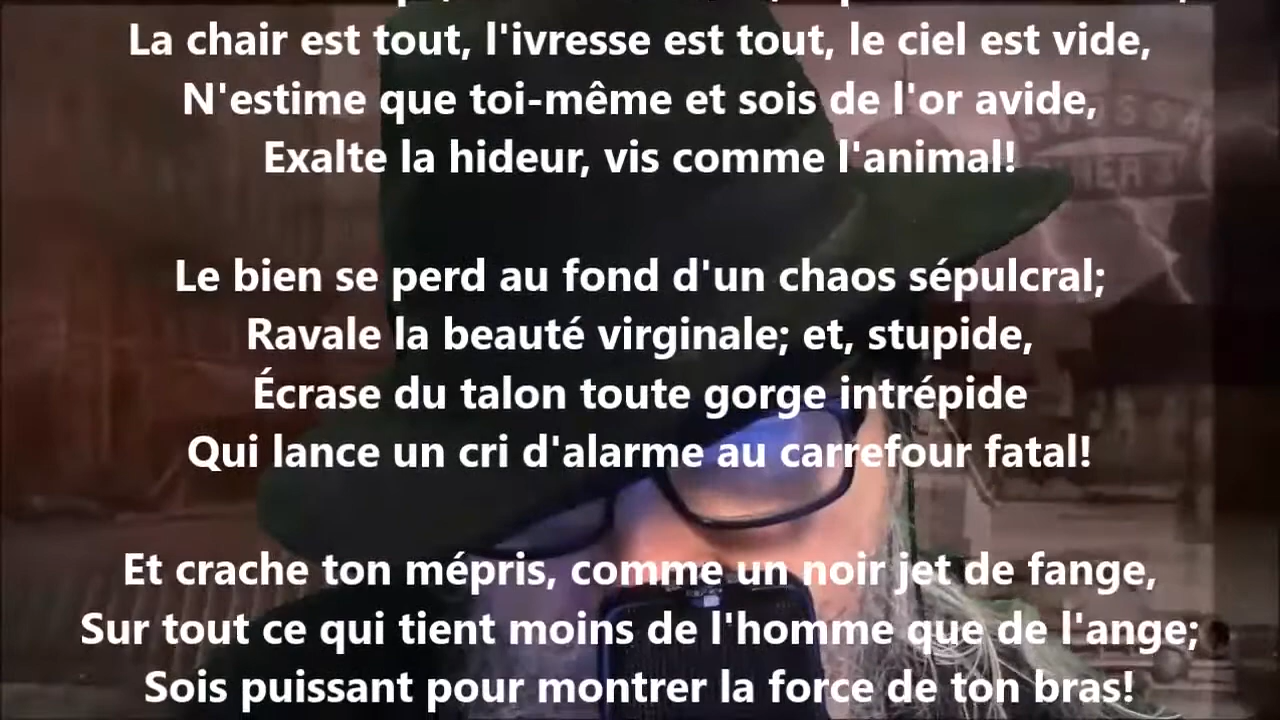 La chair est tout, l'ivresse est tout, le ciel est vide,
N'estime que toi-même et sois de l'or avide,
Exalte la hideur, vis comme l'animal!
Le bien se perd au fond d'un chaos sépulcral;
Ravale la beauté virginale; et, stupide,
Écrase du talon toute gorge intrépide
Qui lance un cri d'alarme au carrefour fatal!
Et crache ton mépris, comme un noir jet de fange,
Sur tout ce qui tient moins de l'homme que de l'ange;
Sois puissant pour montrer la force de ton bras!